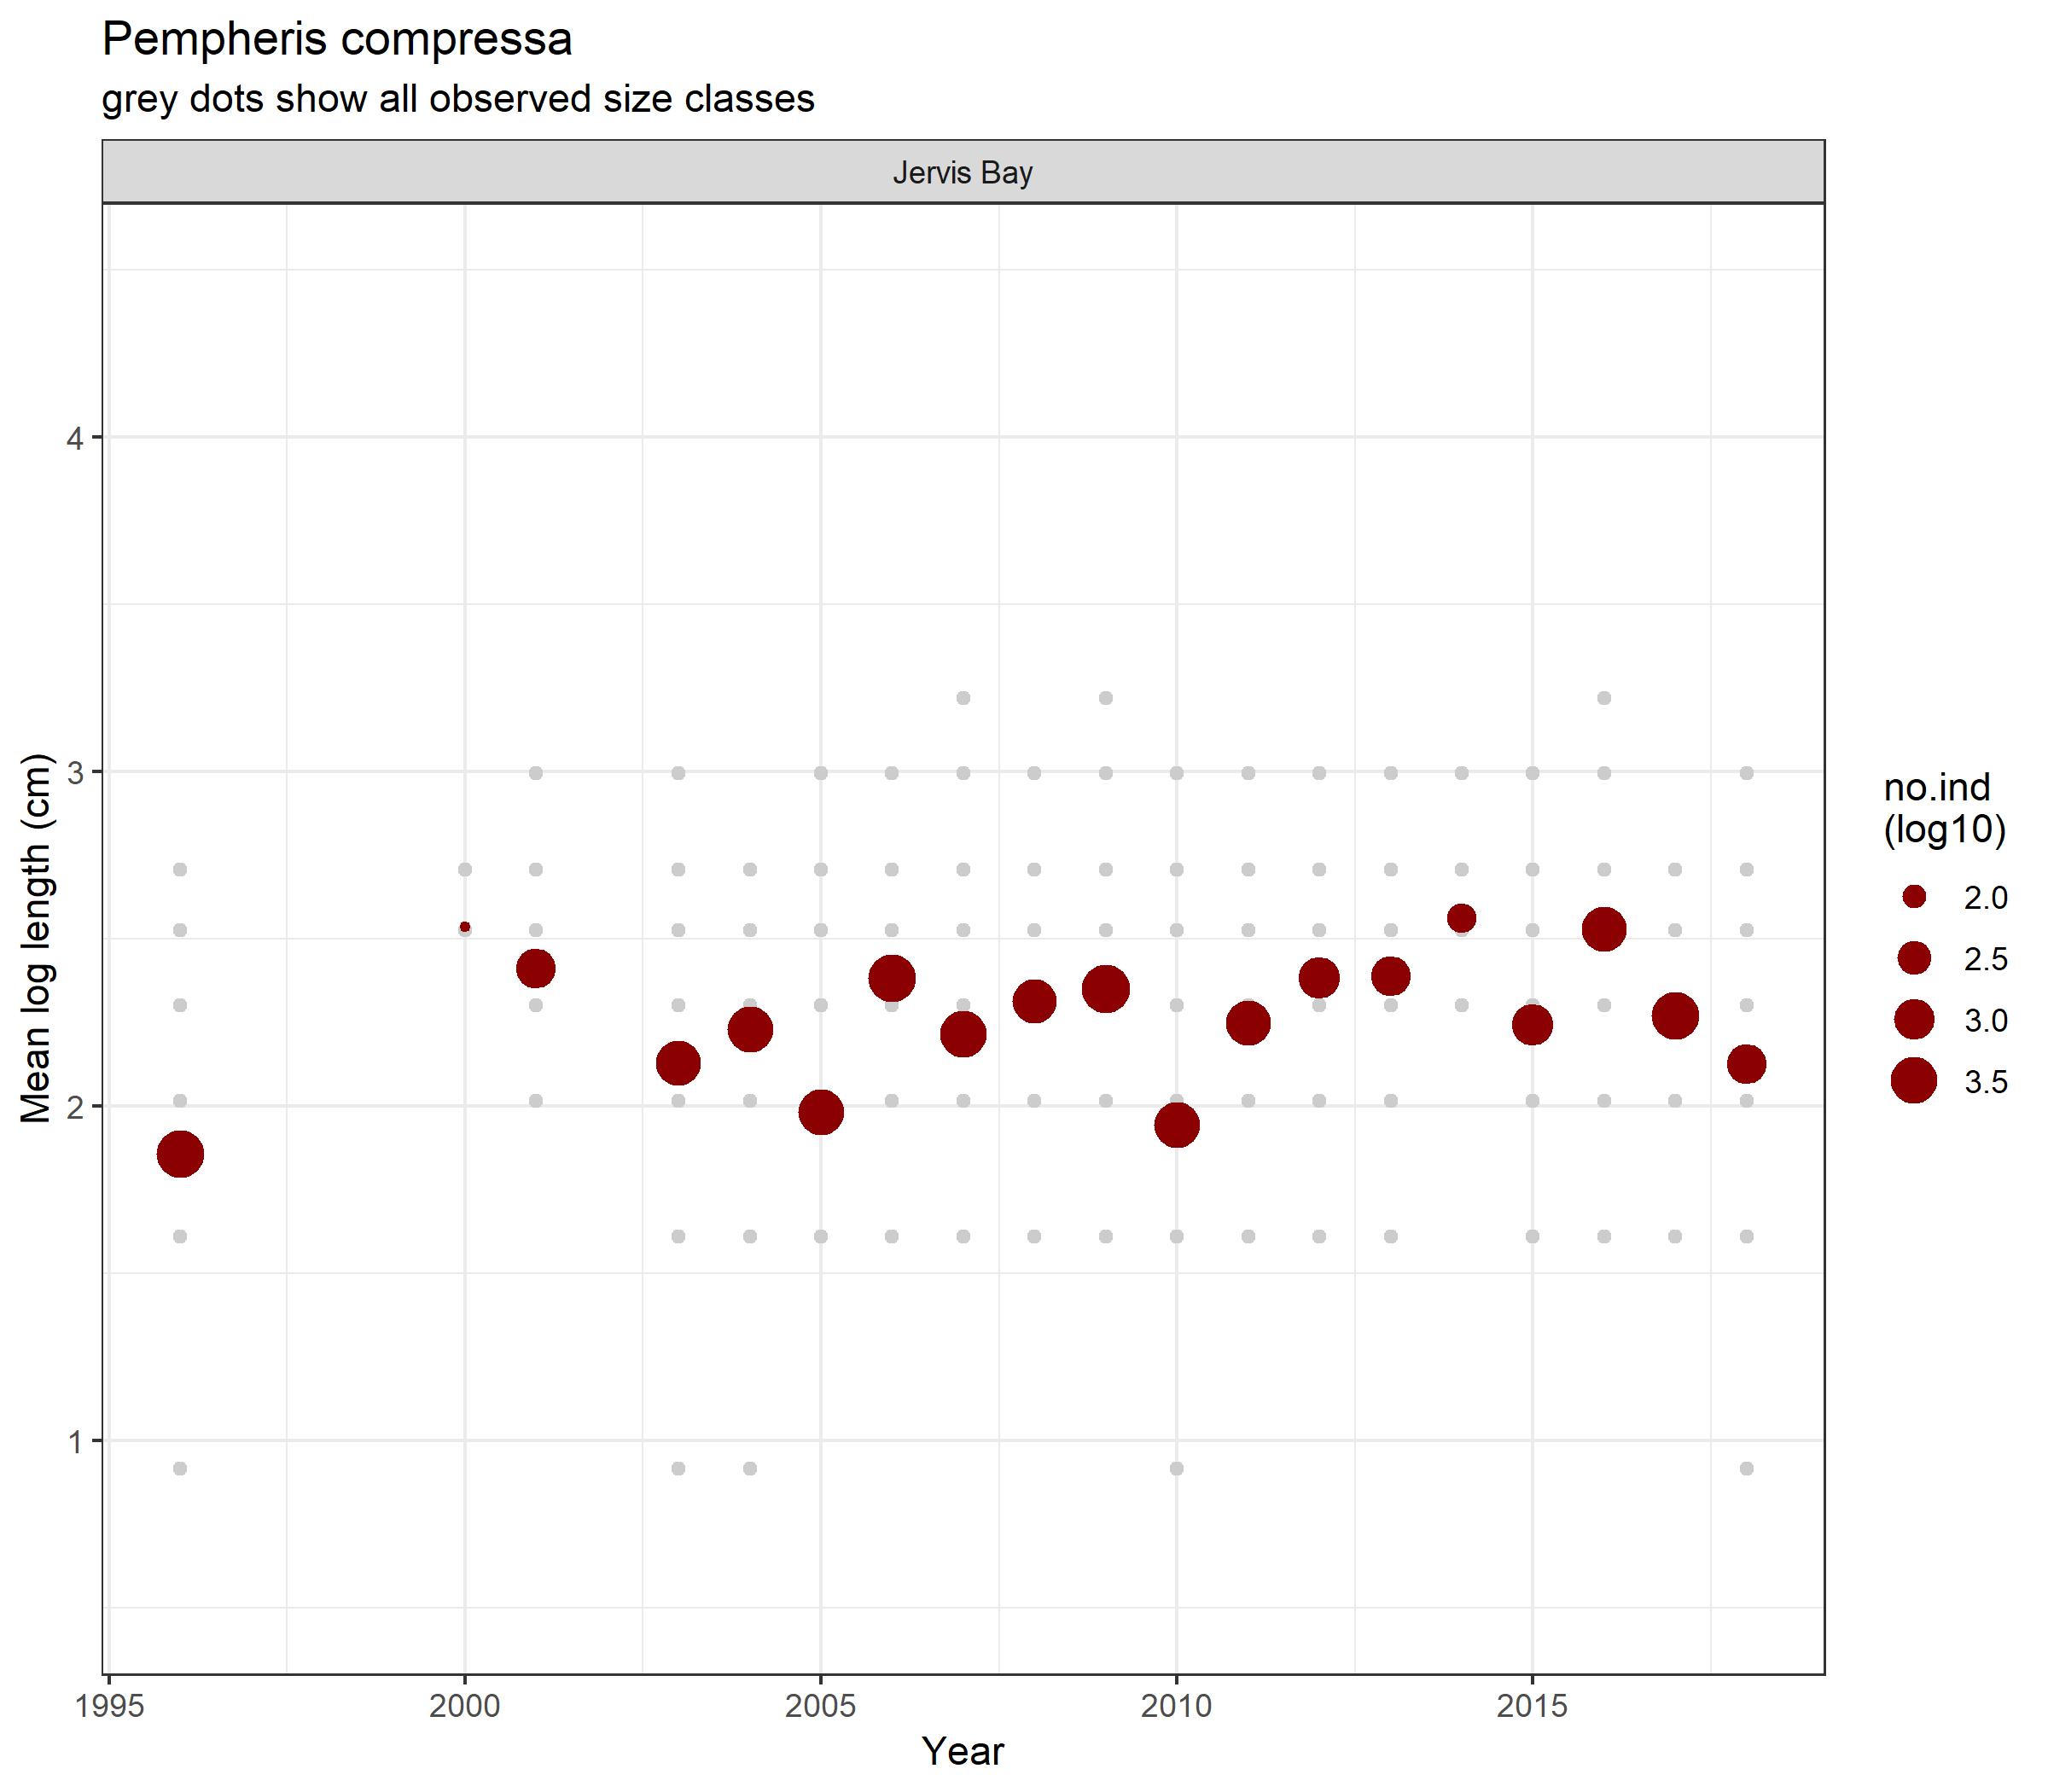 Pempheris compressa
grey dots show all observed size classes
Jervis Bay
Mean log length (cm)
4
3
2
1
1995
2000
2005
2010
2015
Year
no.ind
(log10)
2.0
2.5
3.0
3.5